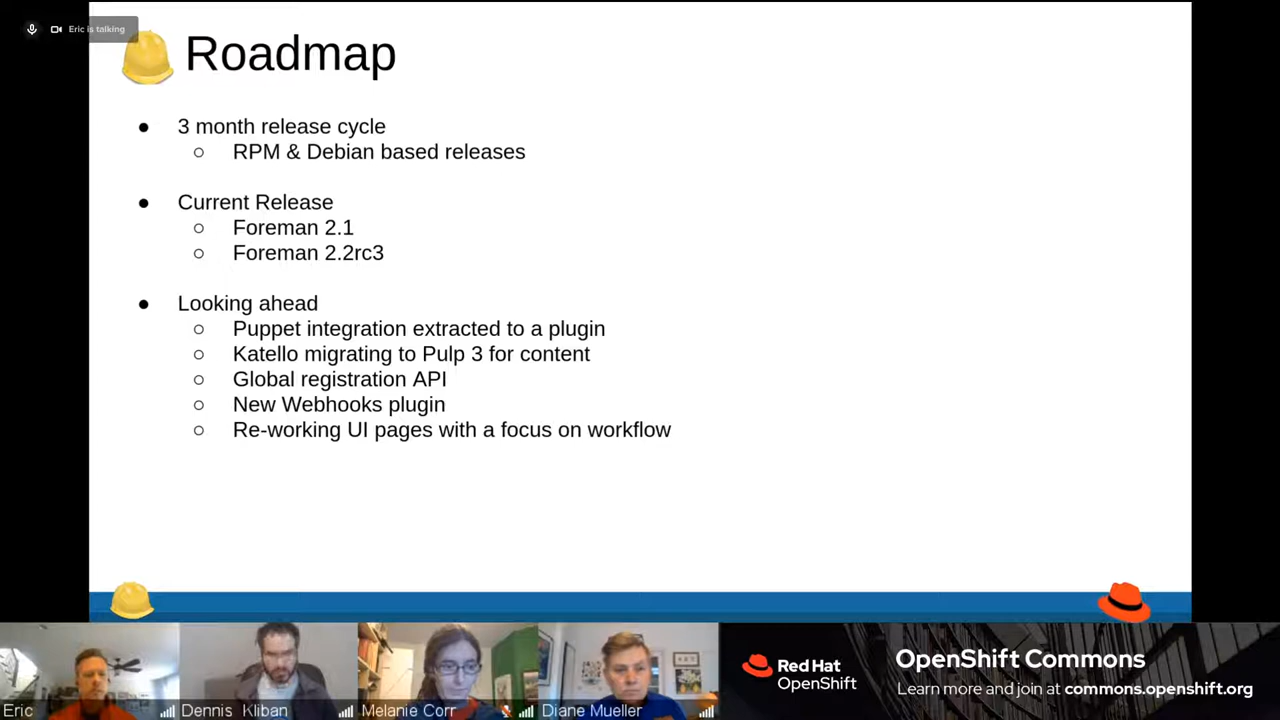 Eric is talking
Roadmap
3 month release cycle
RPM & Debian based releases
Current Release
Foreman 2.1
Foreman 2.2rc3
Looking ahead
Puppet integration extracted to a plugin
Katello migrating to Pulp 3 for content
Global registration API
New Webhooks plugin
Re-working UI pages with a focus on workflow
Eric
Dennis Kliban
Melanie Corr
Diane Mueller
Red Hat
OpenShift
OpenShift Commons
Learn more and join at commons.openshift.org